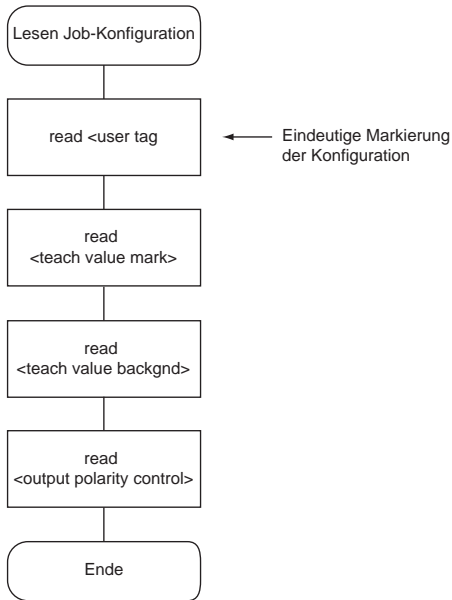 Lesen Job-Konfiguration
read <user tag
Eindeutige Markierung
der Konfiguration
read
<teach value mark>
read
<teach value backgnd>
read
<output polarity control>
Ende